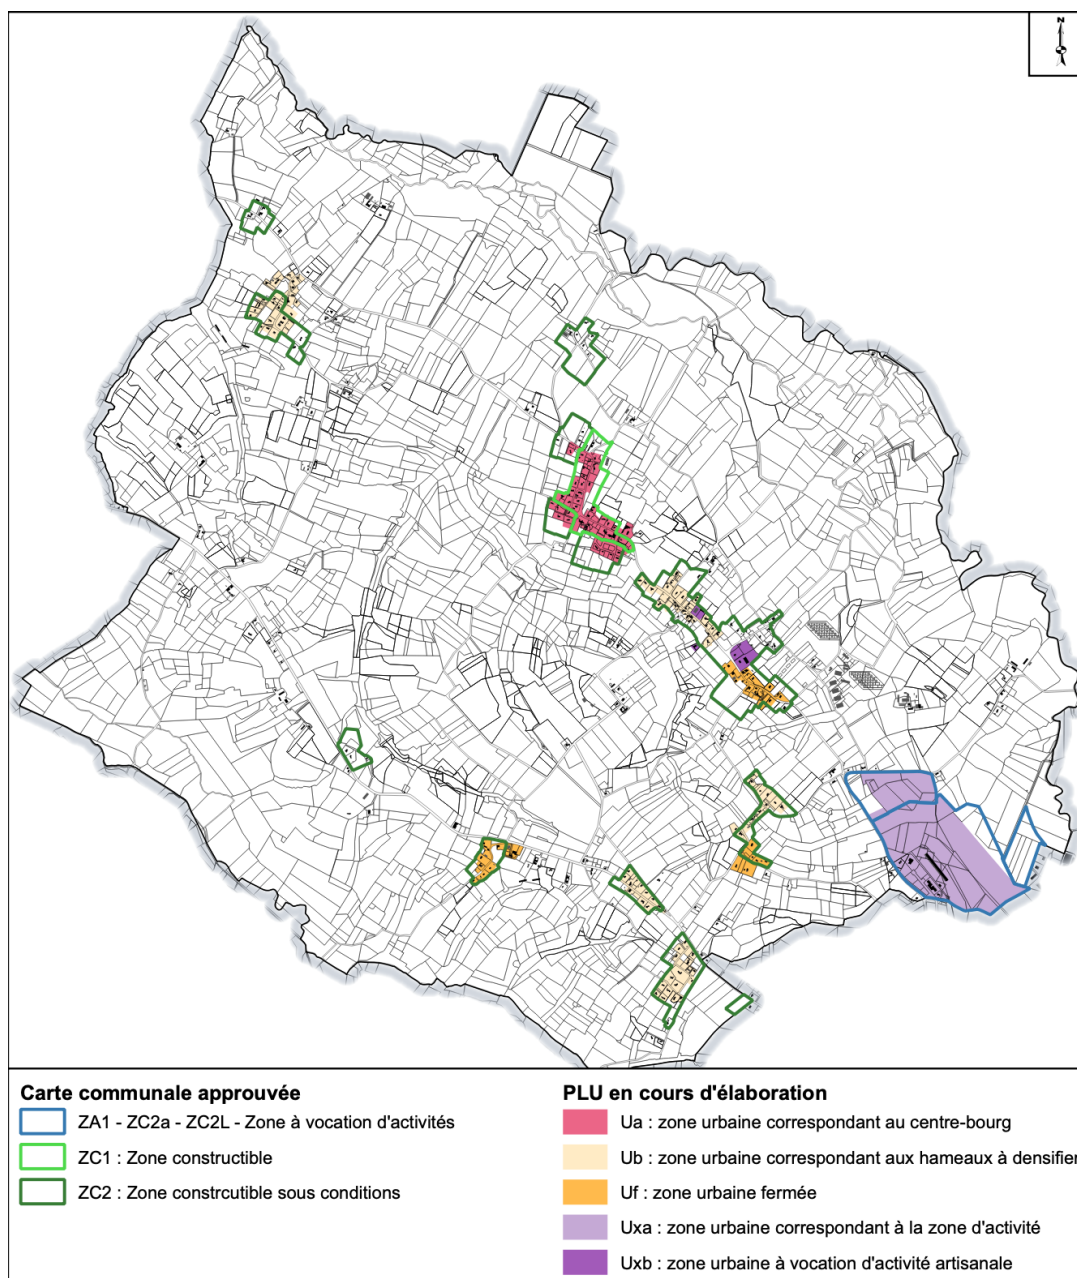 N
Carte communale approuvée
ZA1 - ZC2a - ZC2L - Zone à vocation d'activités
ZC1 : Zone constructible
ZC2 : Zone constrcutible sous conditions
PLU en cours d'élaboration
Ua : zone urbaine correspondant au centre-bourg
Ub : zone urbaine correspondant aux hameaux à densifier
Uf : zone urbaine fermée
Uxa : zone urbaine correspondant à la zone d'activité
Uxb : zone urbaine à vocation d'activité artisanale